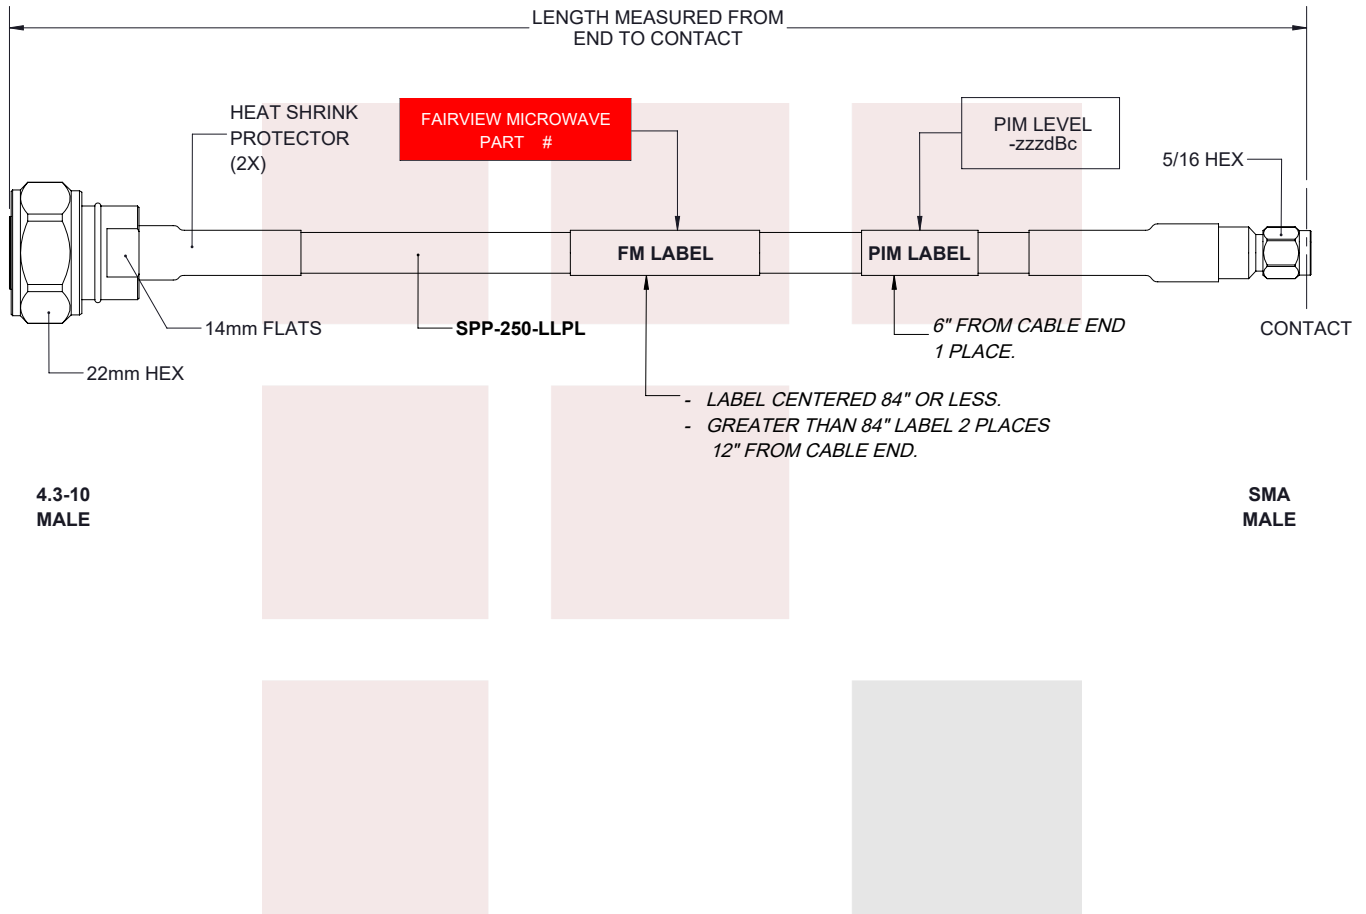 LENGTH MEASURED FROM
END TO CONTACT
HEAT SHRINK
PROTECTOR
(2X)
FAIRVIEW MICROWAVE
PART #
PIM LEVEL
-zzzdBc
5/16 HEX
FM LABEL
PIM LABEL
14mm FLATS
SPP-250-LLPL
6" FROM CABLE END
1 PLACE.
CONTACT
22mm HEX
- LABEL CENTERED 84" OR LESS.
- GREATER THAN 84" LABEL 2 PLACES
12" FROM CABLE END.
4.3-10
MALE
SMA
MALE